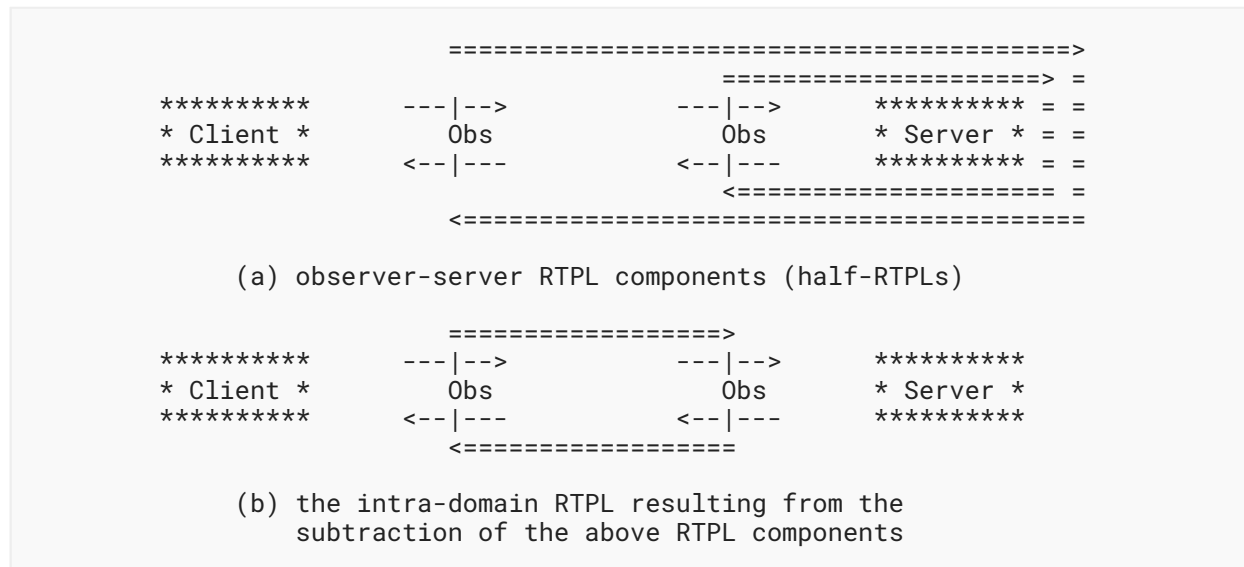 ==========================================>
                                     =====================> =
**********      ---|-->           ---|-->      ********** = =
* Client *         Obs               Obs       * Server * = =
**********      <--|---           <--|---      ********** = =
                                     <===================== =
                   <=========================================

     (a) observer-server RTPL components (half-RTPLs)

                   ==================>
**********      ---|-->           ---|-->      **********
* Client *         Obs               Obs       * Server *
**********      <--|---           <--|---      **********
                   <==================

     (b) the intra-domain RTPL resulting from the
         subtraction of the above RTPL components